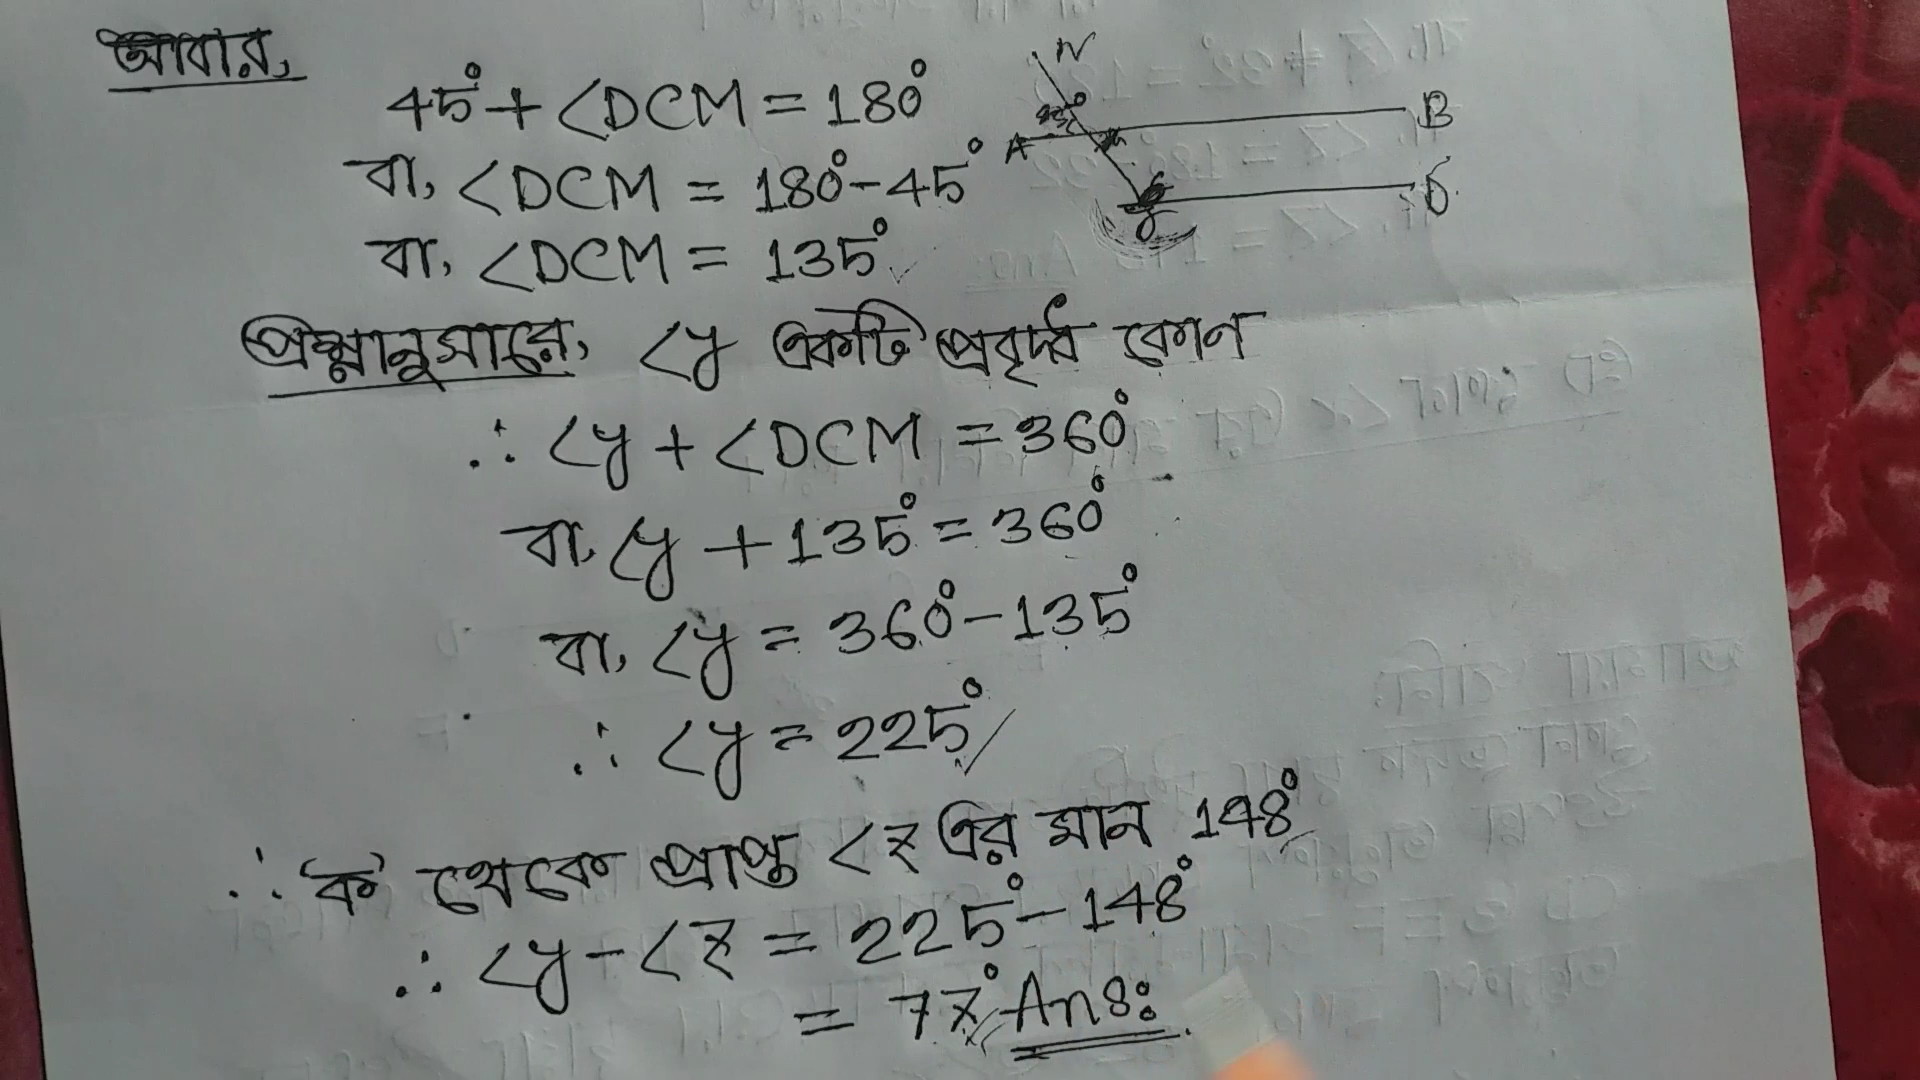 আবার,
45° + <DCM = 180°
বা, <DCM = 180° - 45°
বা, <DCM = 135°
N
A
B
C
D
y
প্রশ্নানুসারে, <y একটি প্রবৃদ্ধ কোন
∴ <y + <DCM = 360°
বা, <y + 135° = 360°
বা, <y = 360° - 135°
∴ <y = 225°
∴ 'ক' থেকে প্রাপ্ত <z এর মান 148°
∴ <y - <z = 225° - 148°
= 77° Ans: